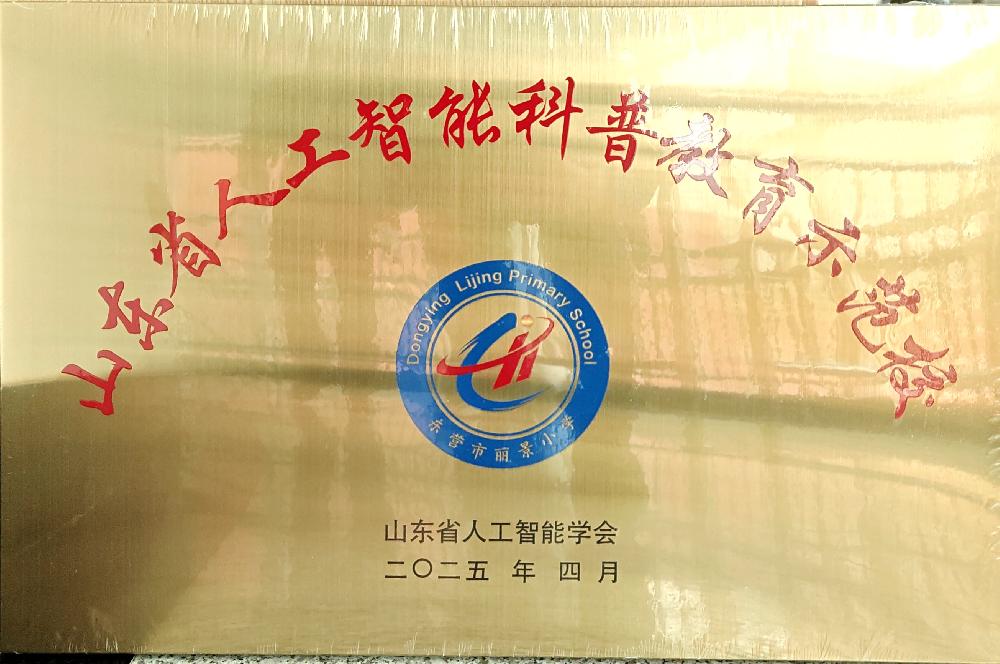 山东省人工智能科普教育示范校
Dongying Lijing Primary School
东营市丽景小学
山东省人工智能学会
二〇二五 年 四 月